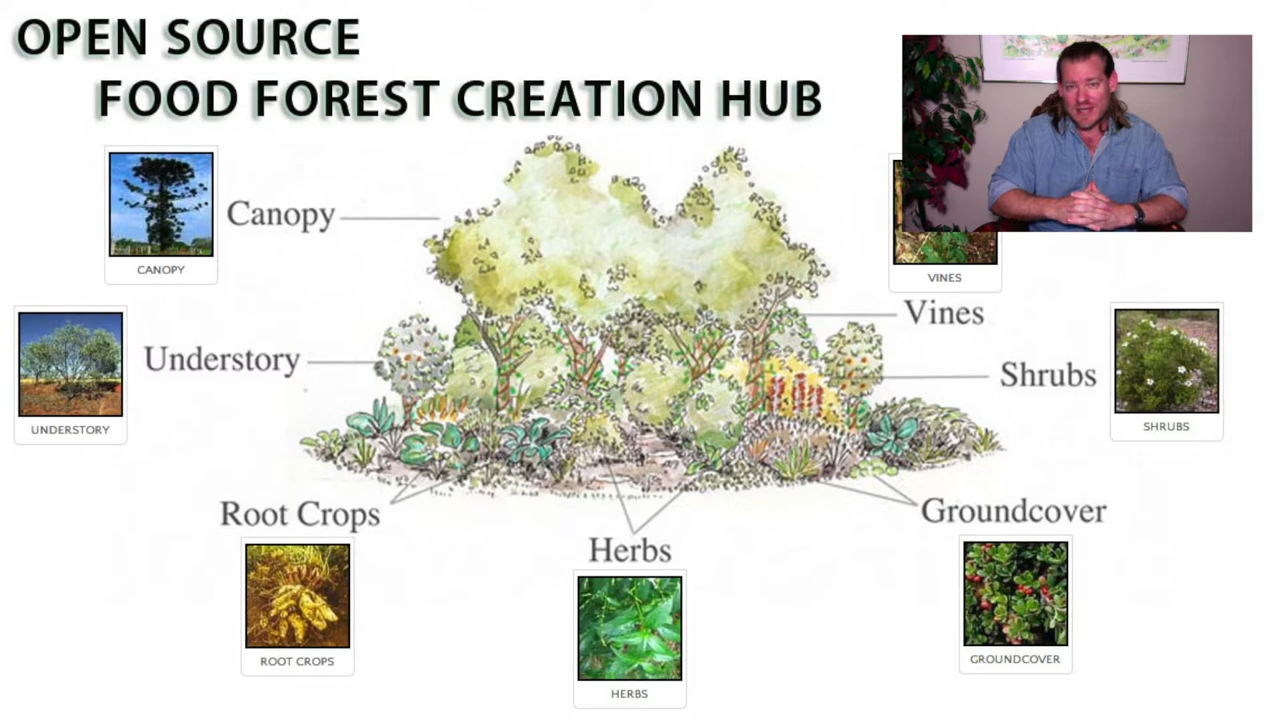 OPEN SOURCE
FOOD FOREST CREATION HUB
CANOPY
Canopy
VINES
Vines
UNDERSTORY
Understory
Shrubs
SHRUBS
Root Crops
ROOT CROPS
Herbs
HERBS
Groundcover
GROUNDCOVER